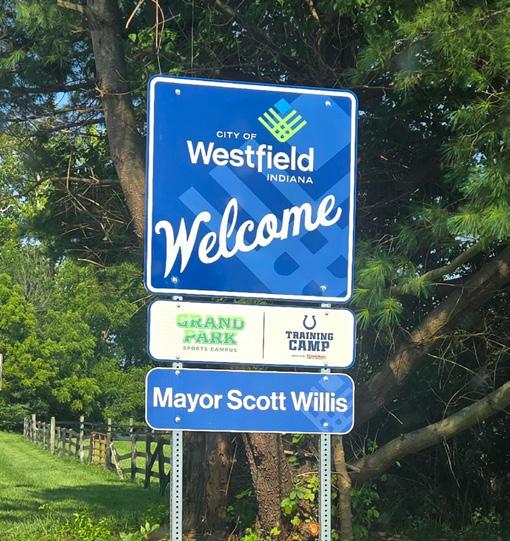 CITY OF
Westfield
INDIANA
Welcome
GRAND
PARK
SPORTS CAMPUS
TRAINING
CAMP
Mayor Scott Willis